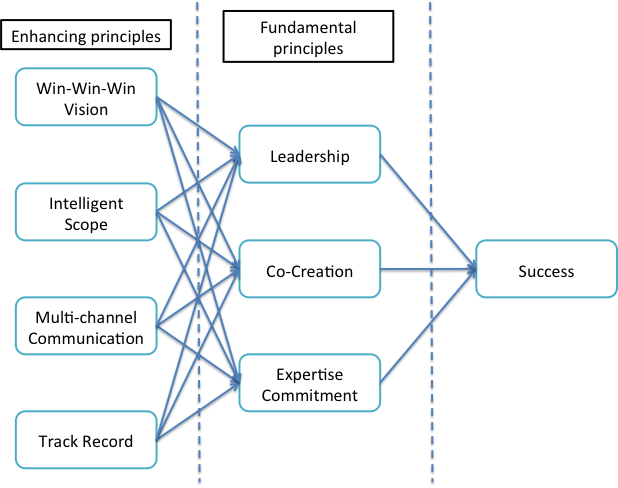 Enhancing principles
Fundamental
principles
Win-Win-Win
Vision
Intelligent
Scope
Multi-channel
Communication
Track Record
Leadership
Co-Creation
Expertise
Commitment
Success